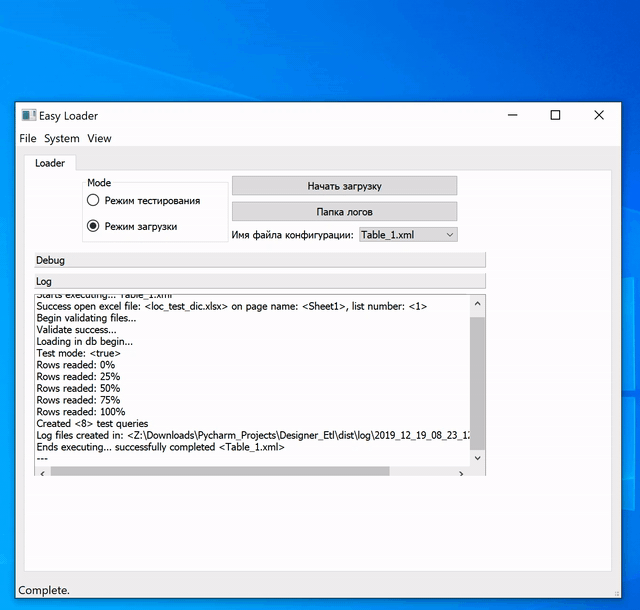 Easy Loader
File System View
Loader
Mode
Режим тестирования
Режим загрузки
Начать загрузку
Папка логов
Имя файла конфигурации: Table_1.xml
Debug
Log
Starts executing... Table_1.xml
Success open excel file: <loc_test_dic.xlsx> on page name: <Sheet1>, list number: <1>
Begin validating files...
Validate success...
Loading in db begin...
Test mode: <true>
Rows readed: 0%
Rows readed: 25%
Rows readed: 50%
Rows readed: 75%
Rows readed: 100%
Created <8> test queries
Log files created in: <Z:\Downloads\Pycharm_Projects\Designer_Etl\dist\log\2019_12_19_08_23_12
Ends executing... successfully completed <Table_1.xml>
---
Complete.